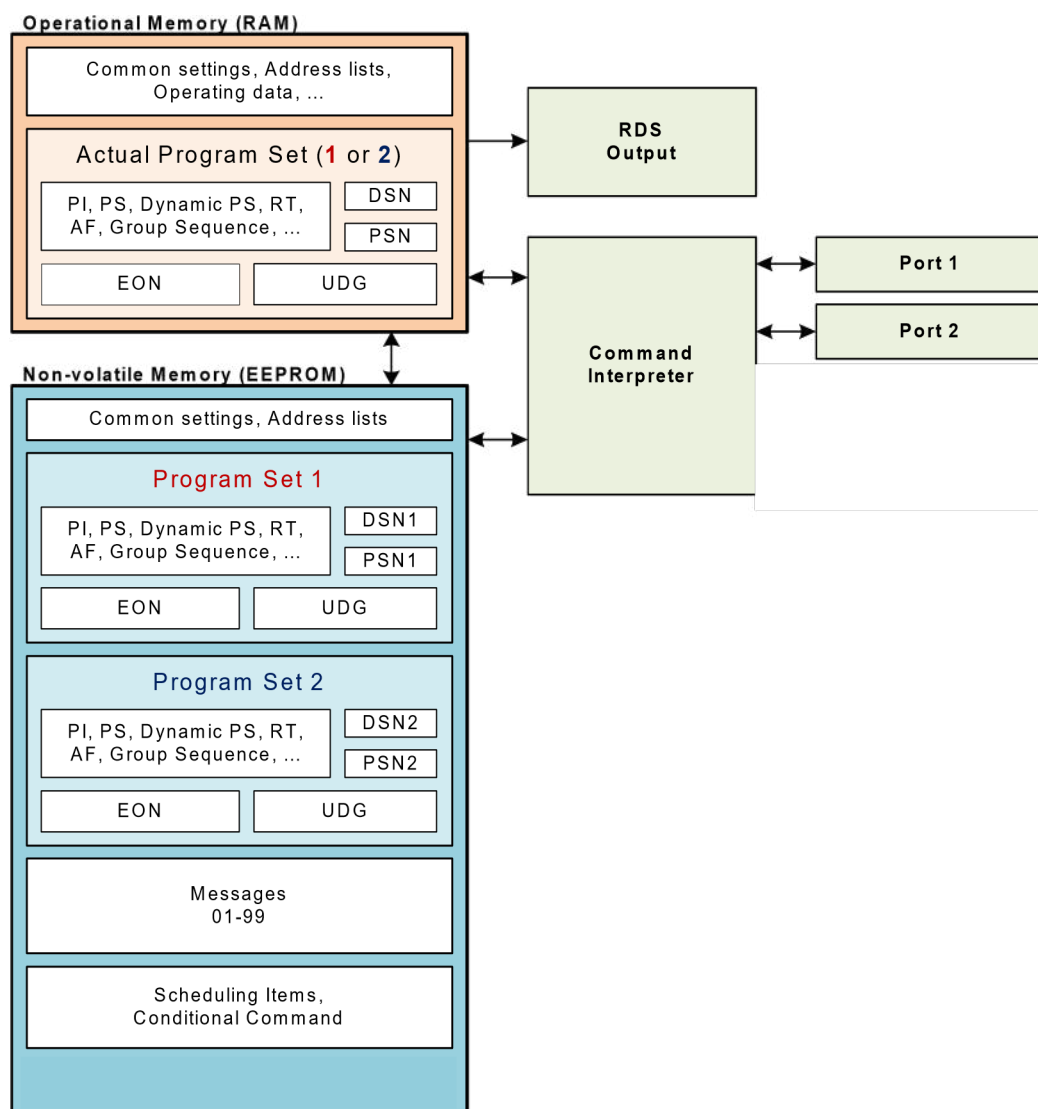 Operational Memory (RAM)
Common settings, Address lists,
Operating data, ...
Actual Program Set (1 or 2)
PI, PS, Dynamic PS, RT,
AF, Group Sequence, ...
DSN
PSN
EON
UDG
RDS
Output
Command
Interpreter
Port 1
Port 2
Non-volatile Memory (EEPROM)
Common settings, Address lists
Program Set 1
PI, PS, Dynamic PS, RT,
AF, Group Sequence, ...
DSN1
PSN1
EON
UDG
Program Set 2
PI, PS, Dynamic PS, RT,
AF, Group Sequence, ...
DSN2
PSN2
EON
UDG
Messages
01-99
Scheduling Items,
Conditional Command